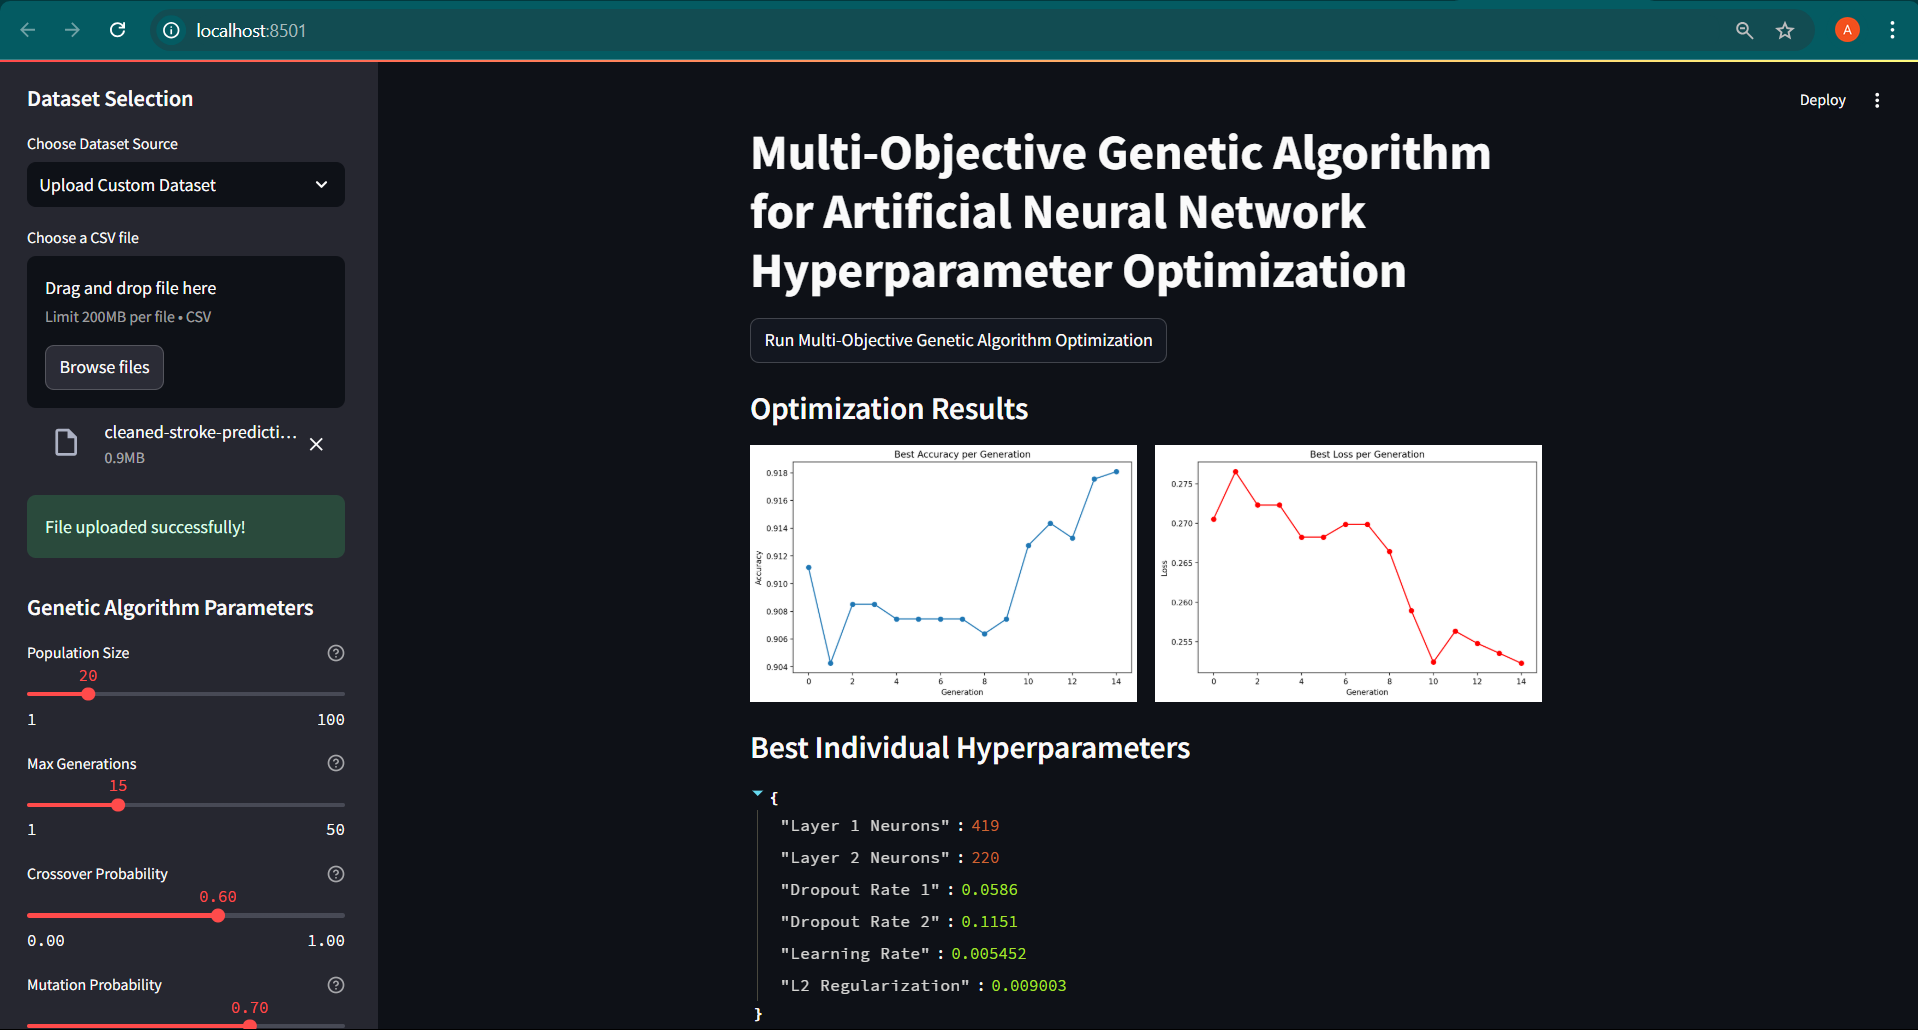 localhost:8501
A
Dataset Selection
Choose Dataset Source
Upload Custom Dataset
Choose a CSV file
Drag and drop file here
Limit 200MB per file • CSV
Browse files
cleaned-stroke-predicti...
0.9MB
File uploaded successfully!
Genetic Algorithm Parameters
Population Size
20
1 100
Max Generations
15
1 50
Crossover Probability
0.60
0.00 1.00
Mutation Probability
0.70
Deploy
Multi-Objective Genetic Algorithm
for Artificial Neural Network
Hyperparameter Optimization
Run Multi-Objective Genetic Algorithm Optimization
Optimization Results
Best Accuracy per Generation
0.918
0.916
0.914
0.912
0.910
0.908
0.906
0.904
Accuracy
0 2 4 6 8 10 12 14
Generation
Best Loss per Generation
0.275
0.270
0.265
0.260
0.255
Loss
0 2 4 6 8 10 12 14
Generation
Best Individual Hyperparameters
{
"Layer 1 Neurons" : 419
"Layer 2 Neurons" : 220
"Dropout Rate 1" : 0.0586
"Dropout Rate 2" : 0.1151
"Learning Rate" : 0.005452
"L2 Regularization" : 0.009003
}